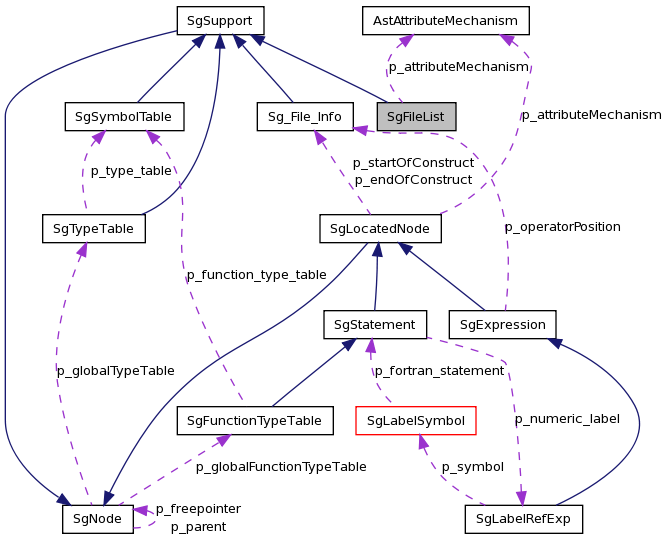 SgSupport
AstAttributeMechanism
p_attributeMechanism
SgSymbolTable
Sg_File_Info
SgFileList
p_attributeMechanism
p_type_table
p_startOfConstruct
p_endOfConstruct
SgTypeTable
SgLocatedNode
p_operatorPosition
p_function_type_table
SgStatement
SgExpression
p_globalTypeTable
p_fortran_statement
SgFunctionTypeTable
SgLabelSymbol
p_numeric_label
p_globalFunctionTypeTable
p_symbol
SgNode
p_freepointer
p_parent
SgLabelRefExp